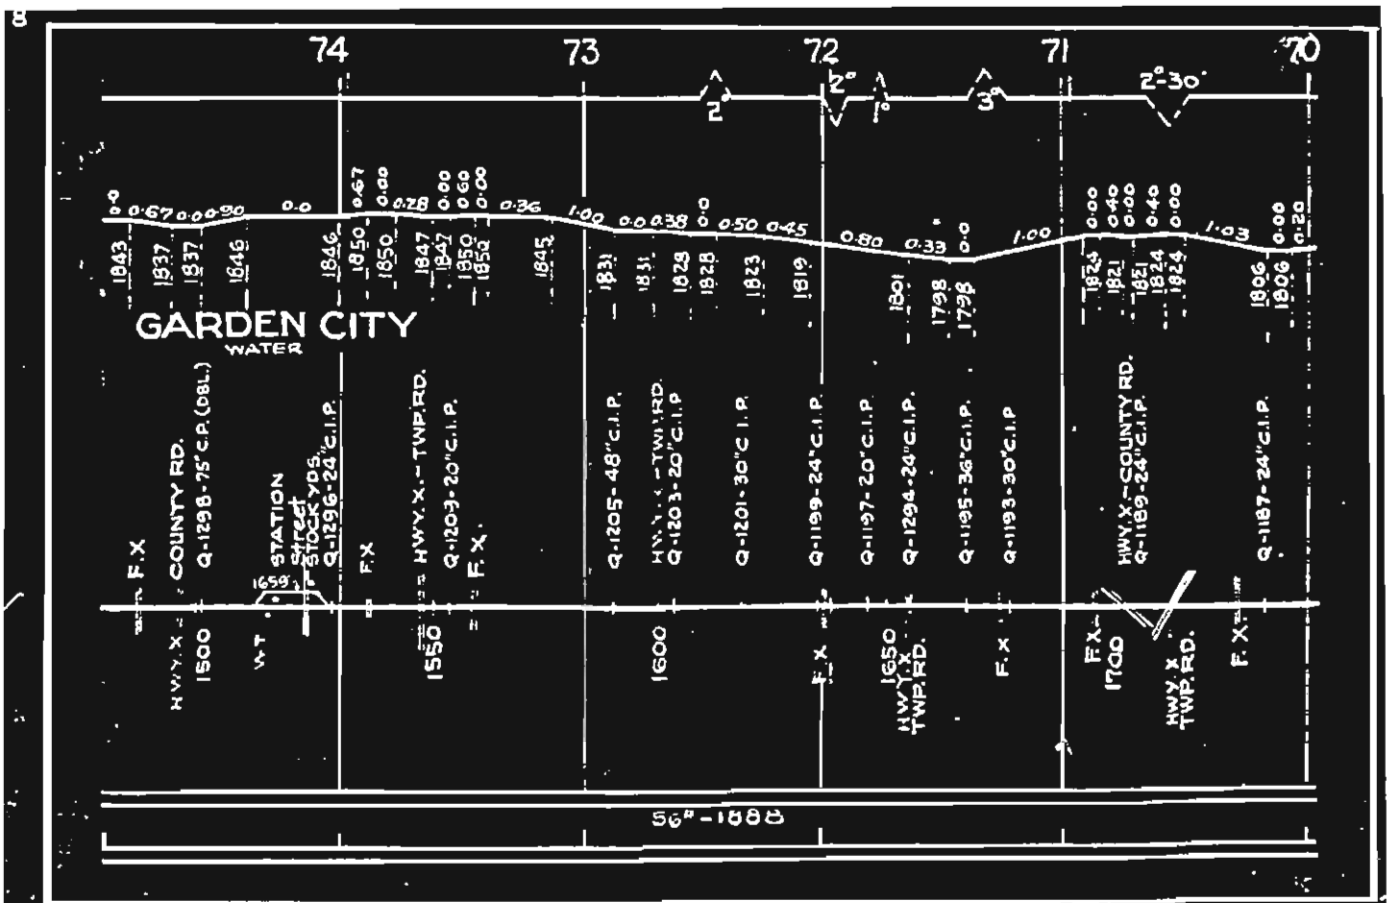 8
74 73 72 71 70
2° 2° 1° 3° 2°-30'
0.0 0.67 0.0 0.90 0.0 0.67 0.00 0.28 0.00 0.60 0.00 0.36 1.00 0.0 0.38 0.0 0.50 0.45 0.80 0.33 0.0 1.00 0.00 0.40 0.00 0.40 0.00 1.03 0.00 0.20
1843 1837 1837 1846 1846 1850 1850 1847 1847 1850 1850 1845 1831 1831 1828 1828 1823 1819 1801 1798 1798 1824 1821 1821 1824 1824 1806 1806
GARDEN CITY
WATER
F.X
HWY. X - COUNTY RD.
Q-1298-75" C.P. (DBL.)
STATION
Street
STOCK YDS.
Q-1296-24" C.I.P.
F.X
HWY. X. - TWP. RD.
Q-1209-20" C.I.P.
F.X.
Q-1205-48" C.I.P.
TWP. RD.
Q-1203-20" C.I.P
Q-1201-30" C.I.P.
Q-1199-24" C.I.P.
Q-1197-20" C.I.P.
Q-1294-24" C.I.P.
Q-1195-36" C.I.P.
Q-1193-30" C.I.P
HWY. X. - COUNTY RD.
Q-1189-24" C.I.P.
Q-1187-24" C.I.P.
1659'
1500
W T
1550
1600
F.X
1650
HWY. X
TWP. RD.
F.X
F.X
1700
HWY. X
TWP. RD.
F.X
56#-1888